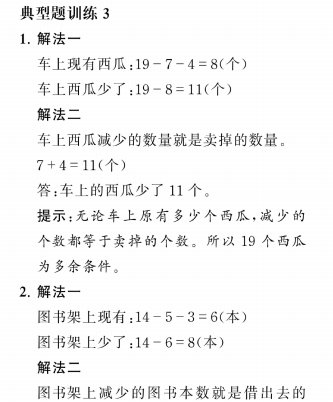 典型题训练 3
1. 解法一
车上现有西瓜:19－7－4＝8(个)
车上西瓜少了:19－8＝11(个)
解法二
车上西瓜减少的数量就是卖掉的数量。
7＋4＝11(个)
答:车上的西瓜少了 11 个。
提示:无论车上原有多少个西瓜,减少的
个数都等于卖掉的个数。所以 19 个西瓜
为多余条件。
2. 解法一
图书架上现有:14－5－3＝6(本)
图书架上少了:14－6＝8(本)
解法二
图书架上减少的图书本数就是借出去的